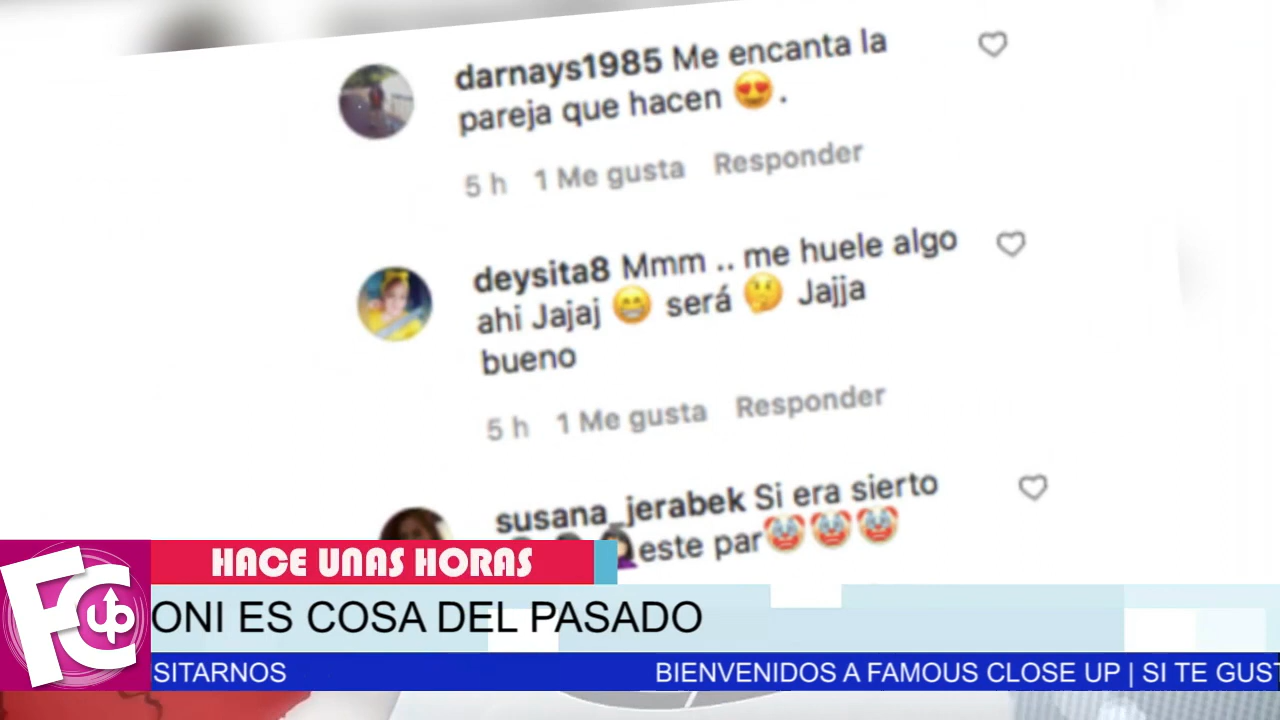 darnays1985 Me encanta la
pareja que hacen 😍.
5 h 1 Me gusta Responder
deysita8 Mmm .. me huele algo
ahi Jajaj 😁 será 🤔 Jajja
bueno
5 h 1 Me gusta Responder
susana_jerabek Si era sierto
este par🤡🤡🤡
HACE UNAS HORAS
FC up
ONI ES COSA DEL PASADO
SITARNOS BIENVENIDOS A FAMOUS CLOSE UP | SI TE GUST